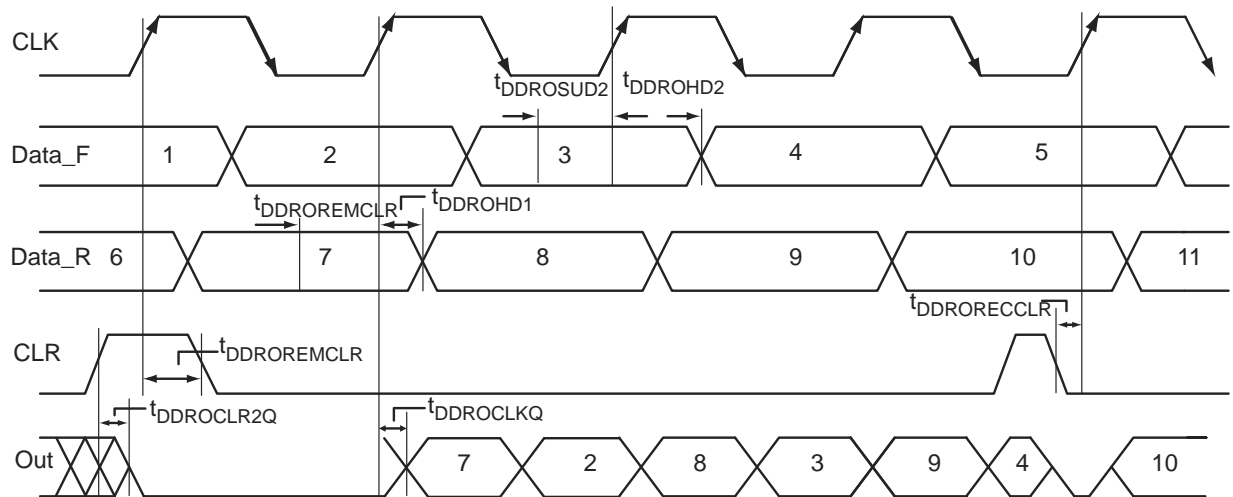 CLK
tDDROSUD2 tDDROHD2
Data_F 1 2 3 4 5
tDDROREMCLR tDDROHD1
Data_R 6 7 8 9 10 11
tDDRORECCLR
CLR
tDDROREMCLR
tDDROCLR2Q tDDROCLKQ
Out 7 2 8 3 9 4 10